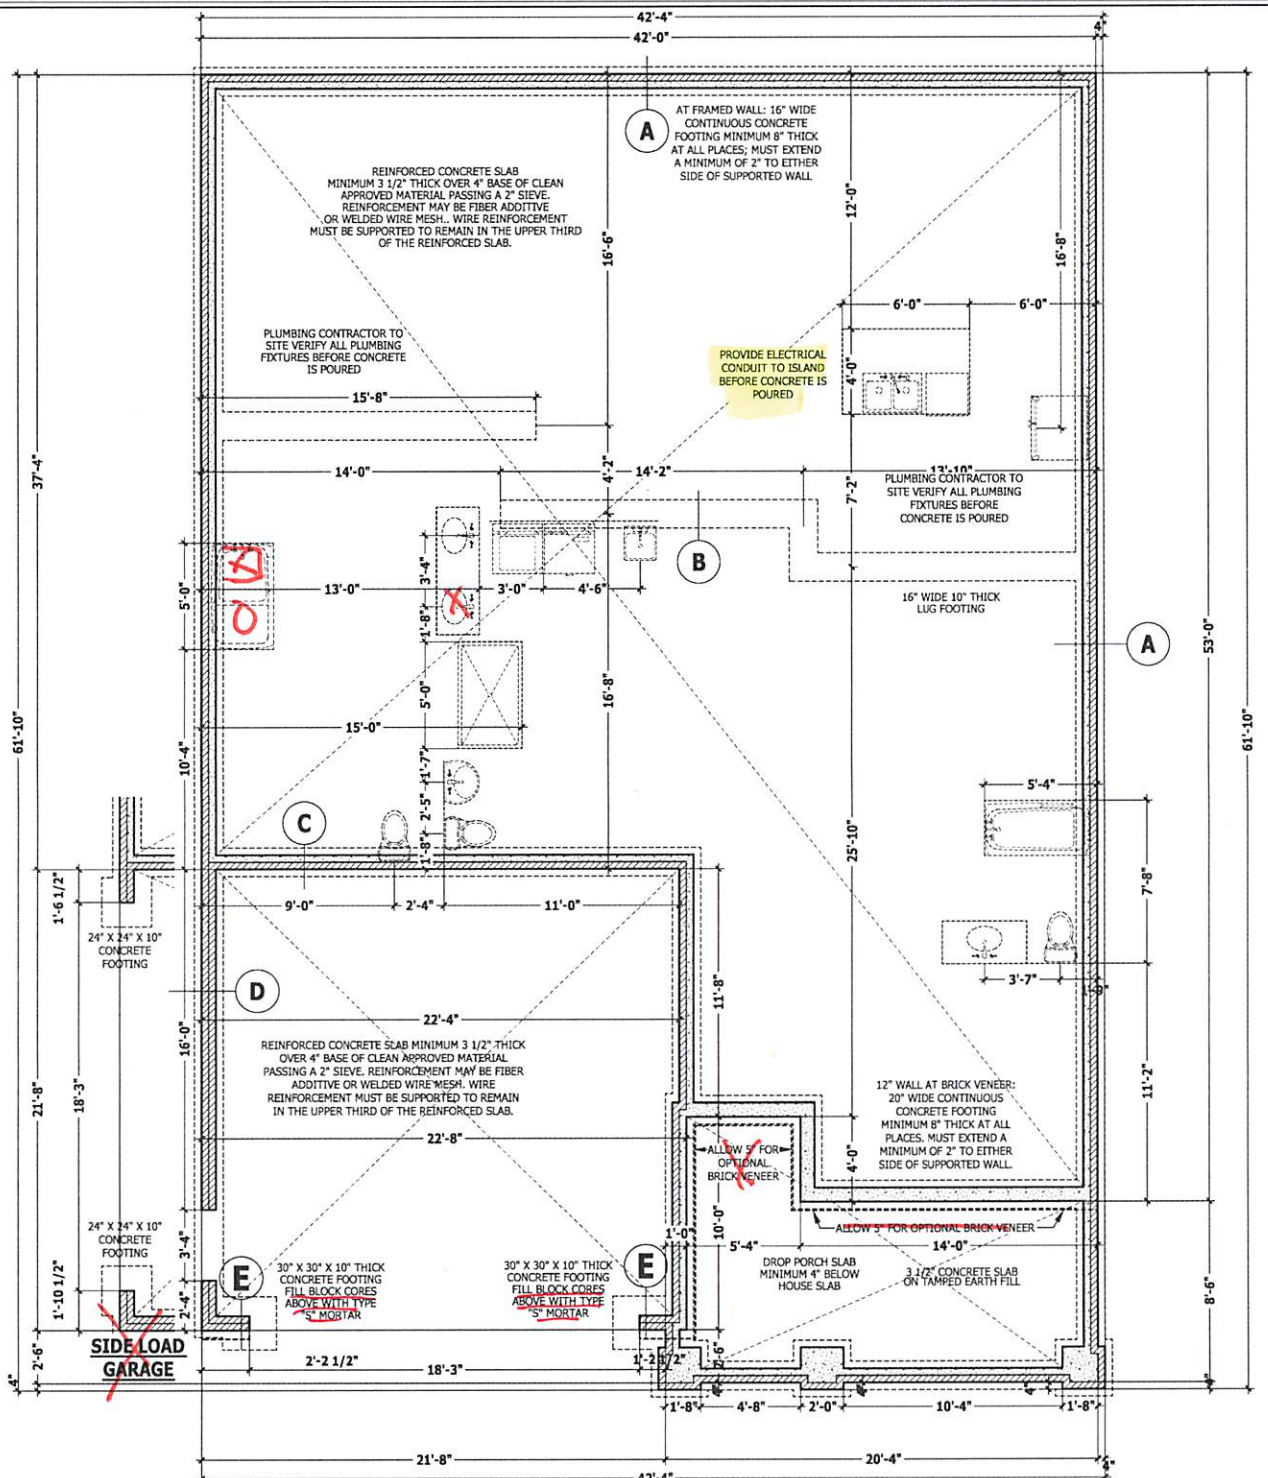 42'-4"
42'-0"
4"
AT FRAMED WALL: 16" WIDE
CONTINUOUS CONCRETE
FOOTING MINIMUM 8" THICK
AT ALL PLACES; MUST EXTEND
A MINIMUM OF 2" TO EITHER
SIDE OF SUPPORTED WALL
A
REINFORCED CONCRETE SLAB
MINIMUM 3 1/2" THICK OVER 4" BASE OF CLEAN
APPROVED MATERIAL PASSING A 2" SIEVE.
REINFORCEMENT MAY BE FIBER ADDITIVE
OR WELDED WIRE MESH.. WIRE REINFORCEMENT
MUST BE SUPPORTED TO REMAIN IN THE UPPER THIRD
OF THE REINFORCED SLAB.
12'-0"
16'-6"
16'-8"
6'-0"
6'-0"
PLUMBING CONTRACTOR TO
SITE VERIFY ALL PLUMBING
FIXTURES BEFORE CONCRETE
IS POURED
PROVIDE ELECTRICAL
CONDUIT TO ISLAND
BEFORE CONCRETE IS
POURED
4'-0"
15'-8"
37'-4"
14'-0"
4'-2"
14'-2"
7'-2"
13'-10"
PLUMBING CONTRACTOR TO
SITE VERIFY ALL PLUMBING
FIXTURES BEFORE
CONCRETE IS POURED
B
5'-0"
13'-0"
3'-4"
3'-0"
4'-6"
1'-8"
16" WIDE 10" THICK
LUG FOOTING
A
53'-0"
61'-10"
61'-10"
5'-0"
16'-8"
15'-0"
10'-4"
1'-7"
2'-5"
1'-8"
5'-4"
C
25'-10"
7'-8"
1'-6 1/2"
9'-0"
2'-4"
11'-0"
24" X 24" X 10"
CONCRETE
FOOTING
D
3'-7"
11'-8"
22'-4"
16'-0"
REINFORCED CONCRETE SLAB MINIMUM 3 1/2" THICK
OVER 4" BASE OF CLEAN APPROVED MATERIAL
PASSING A 2" SIEVE. REINFORCEMENT MAY BE FIBER
ADDITIVE OR WELDED WIRE MESH. WIRE
REINFORCEMENT MUST BE SUPPORTED TO REMAIN
IN THE UPPER THIRD OF THE REINFORCED SLAB.
21'-8"
18'-3"
11'-2"
12" WALL AT BRICK VENEER:
20" WIDE CONTINUOUS
CONCRETE FOOTING
MINIMUM 8" THICK AT ALL
PLACES. MUST EXTEND A
MINIMUM OF 2" TO EITHER
SIDE OF SUPPORTED WALL.
22'-8"
ALLOW 5" FOR
OPTIONAL
BRICK VENEER
4'-0"
24" X 24" X 10"
CONCRETE
FOOTING
3'-4"
10'-0"
1'-0"
5'-4"
ALLOW 5" FOR OPTIONAL BRICK VENEER
14'-0"
E
30" X 30" X 10" THICK
CONCRETE FOOTING
FILL BLOCK CORES
ABOVE WITH TYPE
"S" MORTAR
30" X 30" X 10" THICK
CONCRETE FOOTING
FILL BLOCK CORES
ABOVE WITH TYPE
"S" MORTAR
E
DROP PORCH SLAB
MINIMUM 4" BELOW
HOUSE SLAB
3 1/2" CONCRETE SLAB
ON TAMPED EARTH FILL
8'-6"
1'-10 1/2"
2'-4"
SIDE LOAD
GARAGE
2'-6"
4"
2'-2 1/2"
18'-3"
1'-2 1/2"
2'-6"
4"
4"
4"
4"
1'-8"
4'-8"
2'-0"
10'-4"
1'-8"
21'-8"
20'-4"
4"
42'-4"